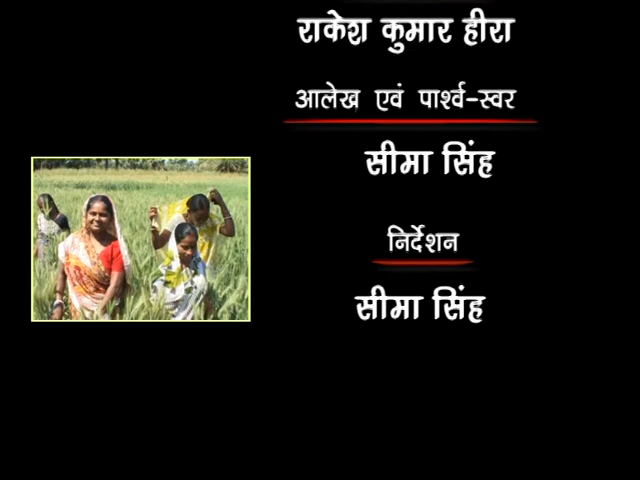 राकेश कुमार हीरा
आलेख एवं पार्श्व-स्वर
सीमा सिंह
निर्देशन
सीमा सिंह